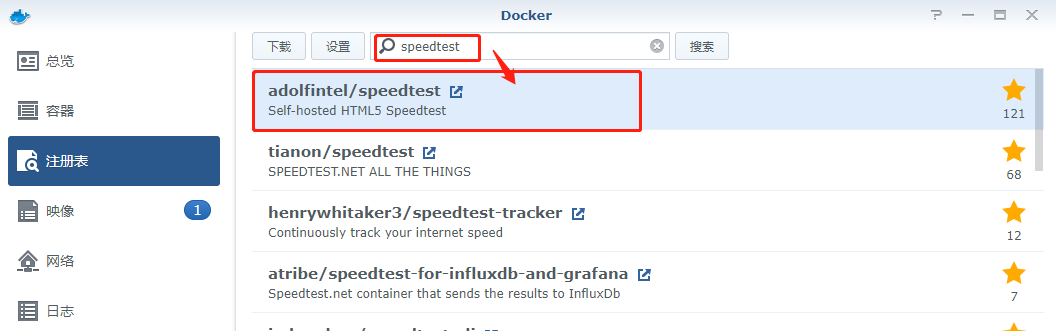 Docker
总览
容器
注册表
映像
1
网络
日志
下载
设置
speedtest
搜索
adolfintel/speedtest
Self-hosted HTML5 Speedtest
121
tianon/speedtest
SPEEDTEST.NET ALL THE THINGS
68
henrywhitaker3/speedtest-tracker
Continuously track your internet speed
12
atribe/speedtest-for-influxdb-and-grafana
Speedtest.net container that sends the results to InfluxDb
7